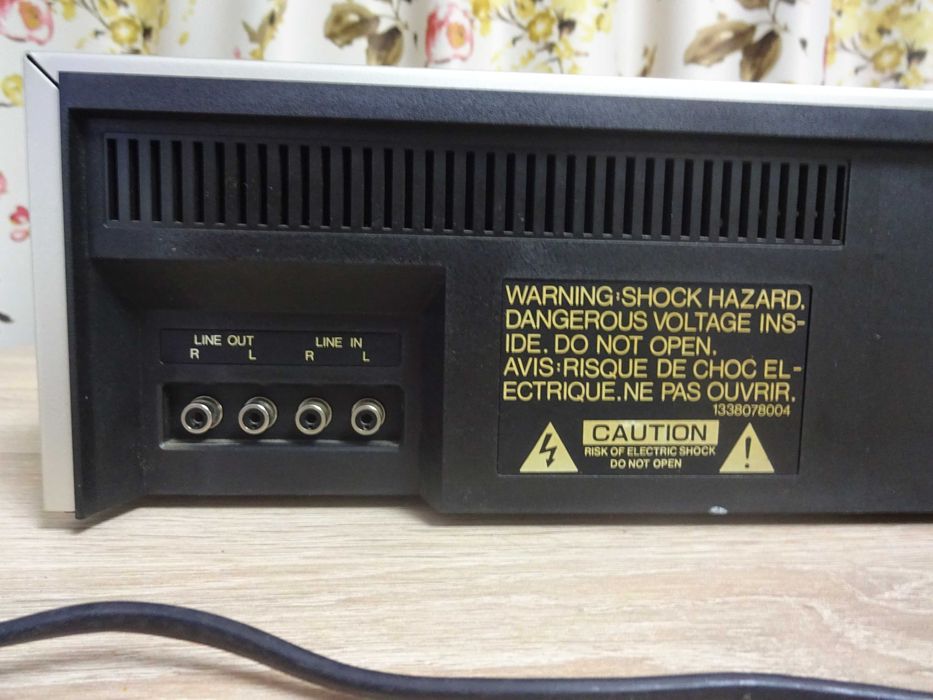 LINE OUT LINE IN
R L R L
WARNING:SHOCK HAZARD.
DANGEROUS VOLTAGE INS-
IDE. DO NOT OPEN.
AVIS:RISQUE DE CHOC EL-
ECTRIQUE.NE PAS OUVRIR.
1338078004
CAUTION
RISK OF ELECTRIC SHOCK
DO NOT OPEN
!